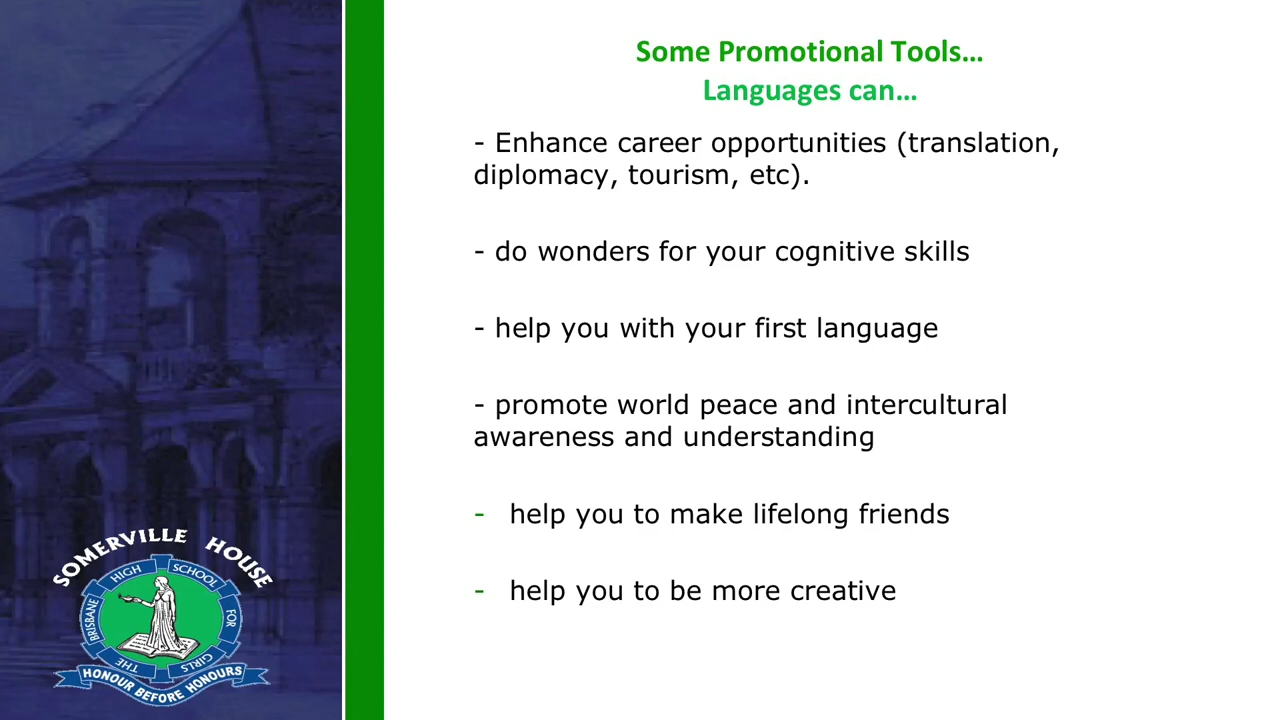 Some Promotional Tools…
Languages can…
- Enhance career opportunities (translation,
diplomacy, tourism, etc).
- do wonders for your cognitive skills
- help you with your first language
- promote world peace and intercultural
awareness and understanding
- help you to make lifelong friends
- help you to be more creative
SOMERVILLE HOUSE
THE BRISBANE HIGH SCHOOL FOR GIRLS
HONOUR BEFORE HONOURS